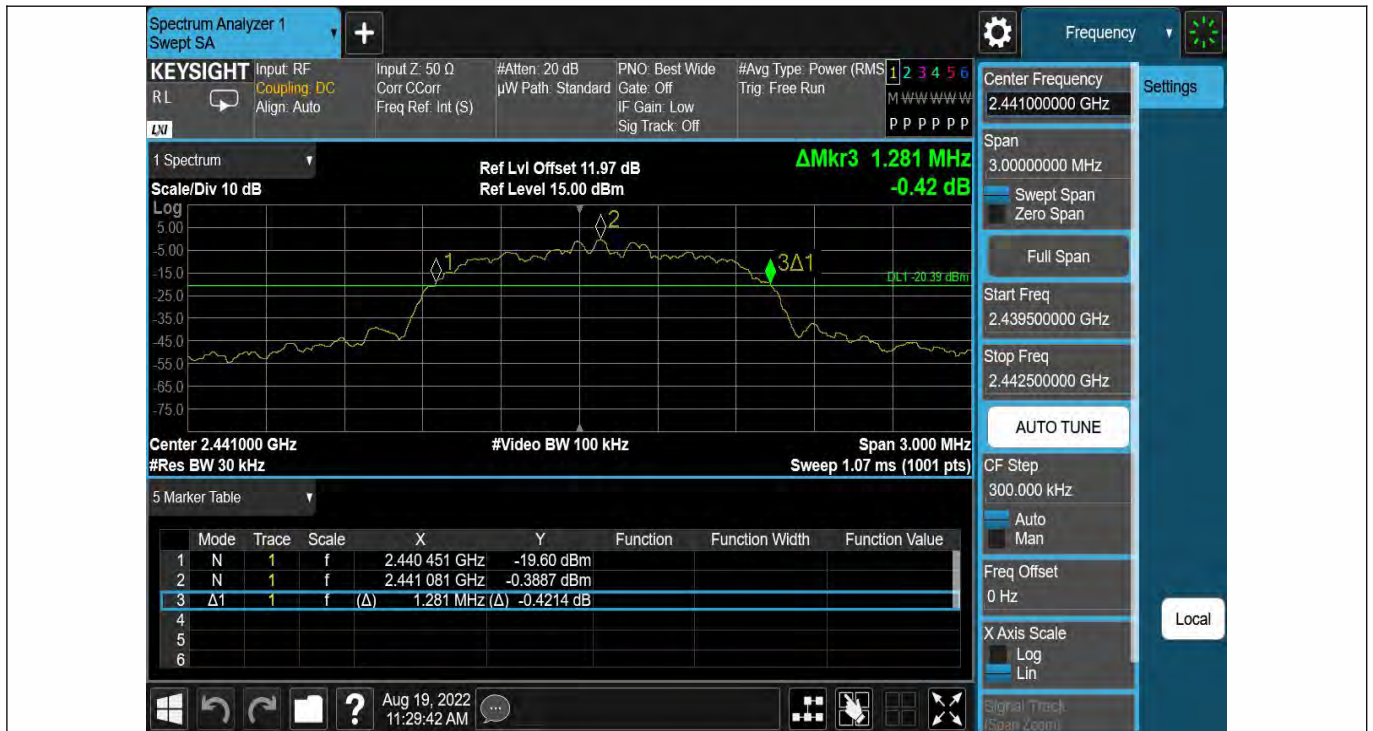 Spectrum Analyzer 1
Swept SA
Frequency
KEYSIGHT
RL
LXI
Input: RF
Coupling: DC
Align: Auto
Input Z: 50 Ω
Corr CCorr
Freq Ref: Int (S)
#Atten: 20 dB
µW Path: Standard
PNO: Best Wide
Gate: Off
IF Gain: Low
Sig Track: Off
#Avg Type: Power (RMS
Trig: Free Run
1 2 3 4 5 6
M W W W W W
P P P P P P
1 Spectrum
Scale/Div 10 dB
Ref Lvl Offset 11.97 dB
Ref Level 15.00 dBm
ΔMkr3 1.281 MHz
-0.42 dB
Log
5.00
-5.00
-15.0
-25.0
-35.0
-45.0
-55.0
-65.0
-75.0
1
2
3Δ1
DL1 -20.39 dBm
Center 2.441000 GHz
#Video BW 100 kHz
Span 3.000 MHz
#Res BW 30 kHz
Sweep 1.07 ms (1001 pts)
5 Marker Table
Mode Trace Scale X Y Function Function Width Function Value
1 N 1 f 2.440 451 GHz -19.60 dBm
2 N 1 f 2.441 081 GHz -0.3887 dBm
3 Δ1 1 f (Δ) 1.281 MHz (Δ) -0.4214 dB
4
5
6
?
Aug 19, 2022
11:29:42 AM
Center Frequency
2.441000000 GHz
Settings
Span
3.00000000 MHz
Swept Span
Zero Span
Full Span
Start Freq
2.439500000 GHz
Stop Freq
2.442500000 GHz
AUTO TUNE
CF Step
300.000 kHz
Auto
Man
Freq Offset
0 Hz
Local
X Axis Scale
Log
Lin
Signal Track
(Span Zoom)